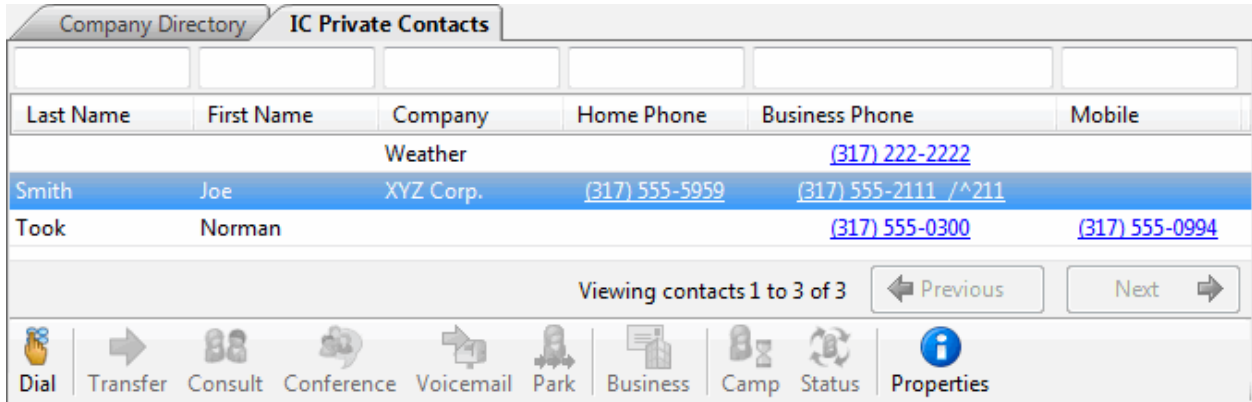 Company Directory IC Private Contacts
Last Name First Name Company Home Phone Business Phone Mobile
Weather (317) 222-2222
Smith Joe XYZ Corp. (317) 555-5959 (317) 555-2111 /^211
Took Norman (317) 555-0300 (317) 555-0994
Viewing contacts 1 to 3 of 3 Previous Next
Dial Transfer Consult Conference Voicemail Park Business Camp Status Properties